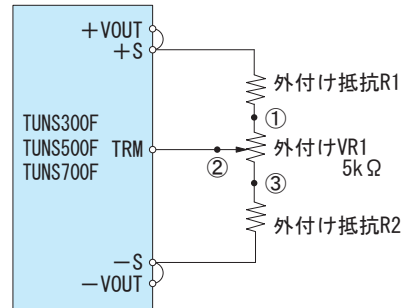 +VOUT
+S
外付け抵抗R1
①
TUNS300F
TUNS500F TRM
TUNS700F
②
外付けVR1
5kΩ
③
外付け抵抗R2
−S
−VOUT